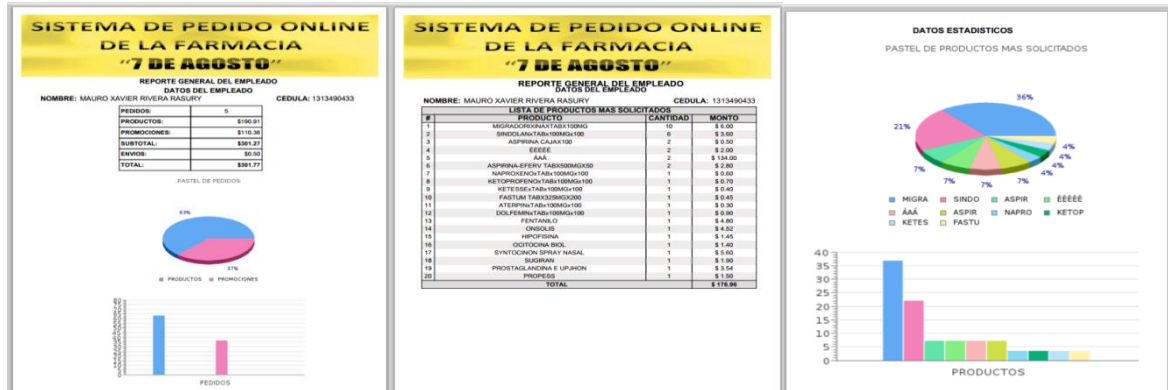 SISTEMA DE PEDIDO ONLINE
DE LA FARMACIA
“7 DE AGOSTO”
REPORTE GENERAL DEL EMPLEADO
DATOS DEL EMPLEADO
NOMBRE: MAURO XAVIER RIVERA RASURY CEDULA: 1313490433
PEDIDOS: 5
PRODUCTOS: $190.91
PROMOCIONES: $110.36
SUBTOTAL: $301.27
ENVIOS: $0.50
TOTAL: $301.77
PASTEL DE PEDIDOS
63%
37%
PRODUCTOS PROMOCIONES
PEDIDOS
SISTEMA DE PEDIDO ONLINE
DE LA FARMACIA
“7 DE AGOSTO”
REPORTE GENERAL DEL EMPLEADO
DATOS DEL EMPLEADO
NOMBRE: MAURO XAVIER RIVERA RASURY CEDULA: 1313490433
LISTA DE PRODUCTOS MAS SOLICITADOS
# PRODUCTO CANTIDAD MONTO
1 MIGRADORIXINAXTABX100MG 10 $ 6.00
2 SINDOLANxTABx100MGx100 6 $ 3.60
3 ASPIRINA CAJAX100 2 $ 0.50
4 ËËËËË 2 $ 2.00
5 ÁAÁ 2 $ 134.00
6 ASPIRINA-EFERV TABX500MGX50 2 $ 2.80
7 NAPROXENOxTABx100MGx100 1 $ 0.60
8 KETOPROFENOxTABx100MGx100 1 $ 0.70
9 KETESSExTABx100MGx100 1 $ 0.40
10 FASTUM TABX325MGX200 1 $ 0.45
11 ATERPINxTABx100MGx100 1 $ 0.30
12 DOLFEMINxTABx100MGx100 1 $ 0.90
13 FENTANILO 1 $ 4.80
14 ONSOLIS 1 $ 4.52
15 HIPOFISINA 1 $ 1.45
16 OCITOCINA BIOL 1 $ 1.40
17 SYNTOCINON SPRAY NASAL 1 $ 5.60
18 SUGIRAN 1 $ 1.90
19 PROSTAGLANDINA E UPJHON 1 $ 3.54
20 PROPESS 1 $ 1.50
TOTAL $ 176.96
DATOS ESTADISTICOS
PASTEL DE PRODUCTOS MAS SOLICITADOS
36%
21%
4%
4%
4%
4%
7%
7%
7%
7%
MIGRA SINDO ASPIR ËËËËË
ÁAÁ ASPIR NAPRO KETOP
KETES FASTU
40
35
30
25
20
15
10
5
0
PRODUCTOS